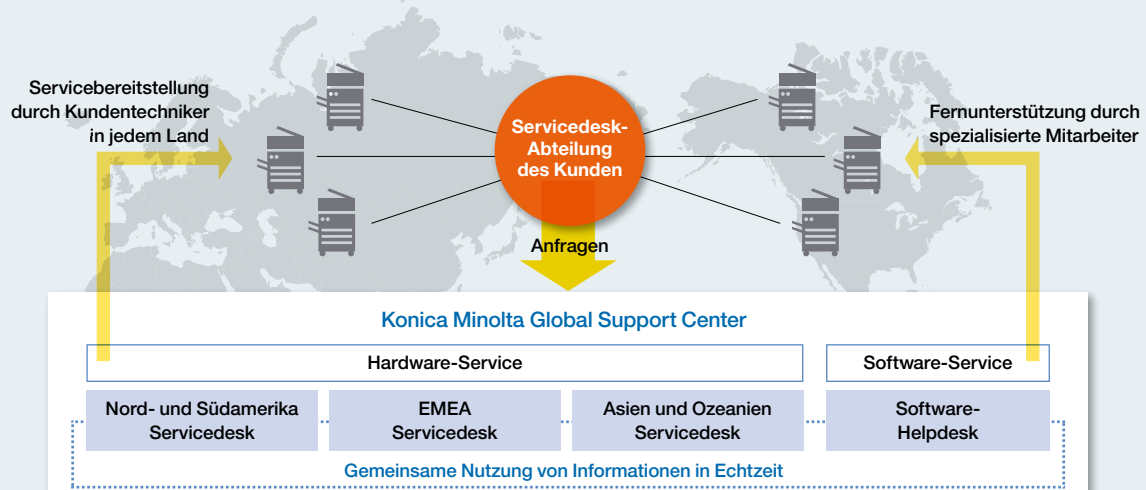 Servicebereitstellung
durch Kundentechniker
in jedem Land
Servicedesk-
Abteilung
des Kunden
Fernunterstützung durch
spezialisierte Mitarbeiter
Anfragen
Konica Minolta Global Support Center
Hardware-Service
Software-Service
Nord- und Südamerika
Servicedesk
EMEA
Servicedesk
Asien und Ozeanien
Servicedesk
Software-
Helpdesk
Gemeinsame Nutzung von Informationen in Echtzeit